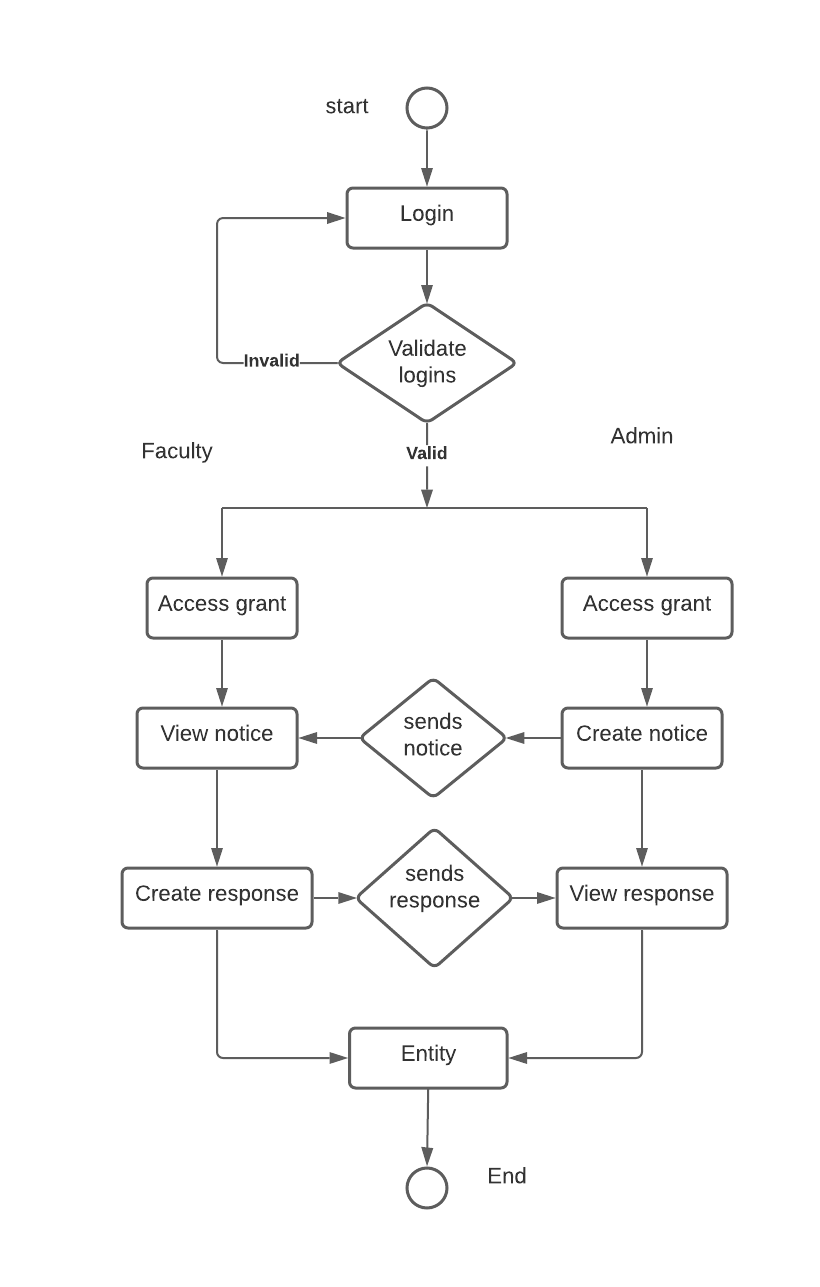 start
Login
Validate
logins
Invalid
Valid
Faculty
Admin
Access grant
Access grant
View notice
sends
notice
Create notice
Create response
sends
response
View response
Entity
End